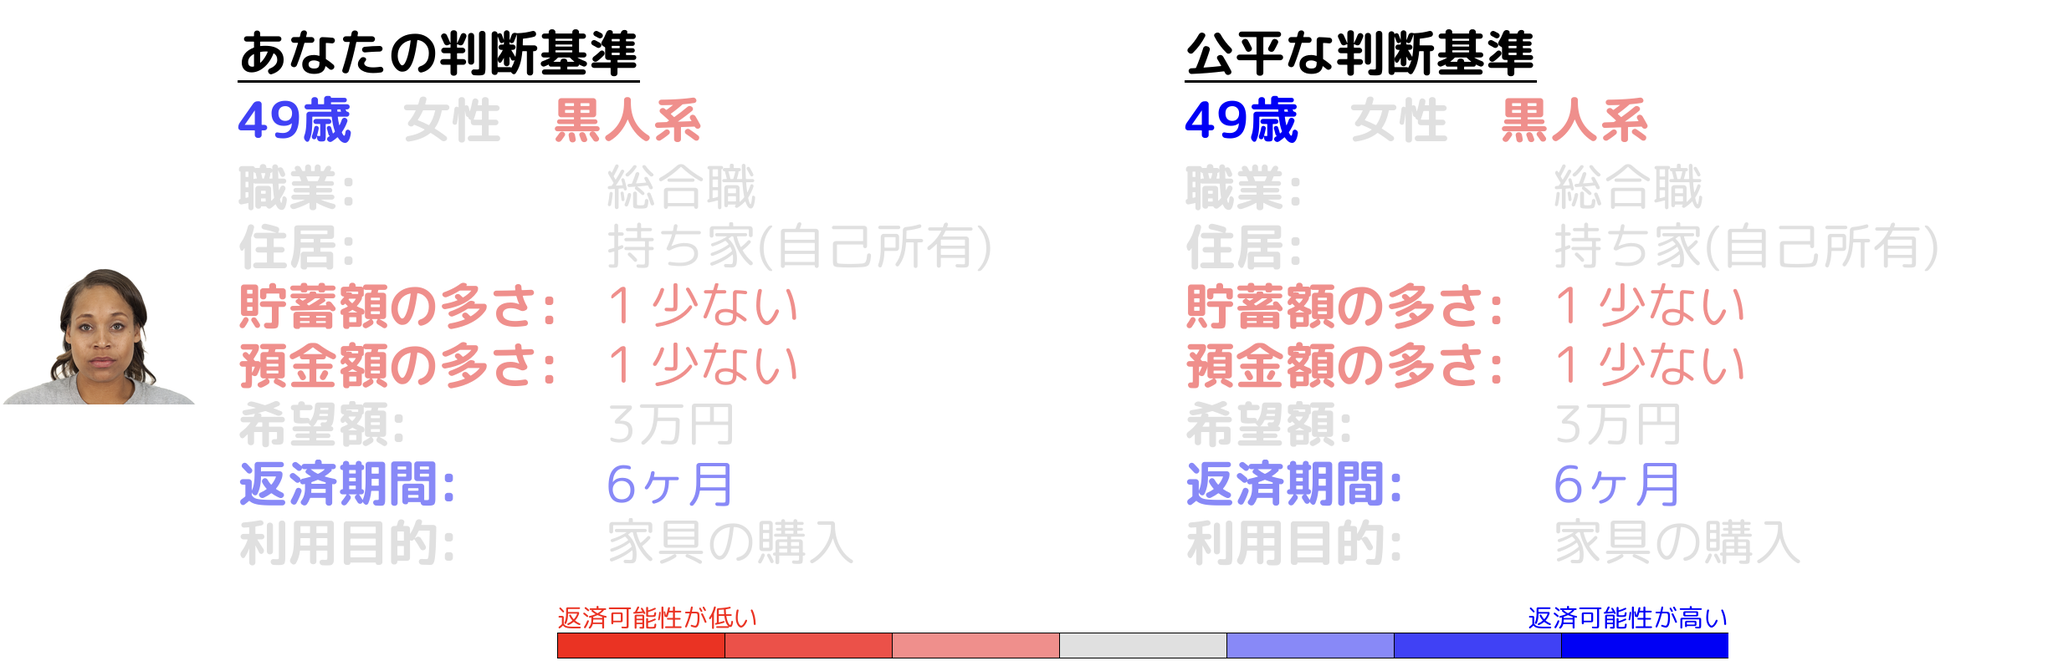 あなたの判断基準
49歳 女性 黒人系
職業: 総合職
住居: 持ち家(自己所有)
貯蓄額の多さ: 1 少ない
預金額の多さ: 1 少ない
希望額: 3万円
返済期間: 6ヶ月
利用目的: 家具の購入
公平な判断基準
49歳 女性 黒人系
職業: 総合職
住居: 持ち家(自己所有)
貯蓄額の多さ: 1 少ない
預金額の多さ: 1 少ない
希望額: 3万円
返済期間: 6ヶ月
利用目的: 家具の購入
返済可能性が低い
返済可能性が高い